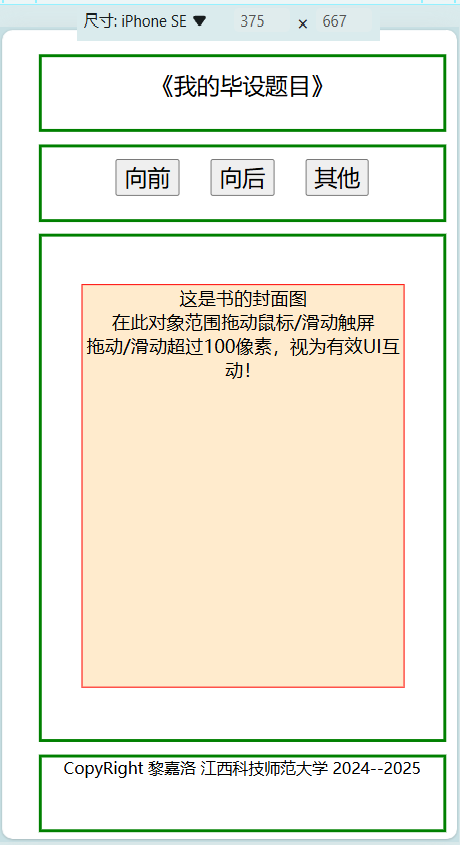 尺寸: iPhone SE ▼ 375 x 667
《我的毕设题目》
向前 向后 其他
这是书的封面图
在此对象范围拖动鼠标/滑动触屏
拖动/滑动超过100像素，视为有效UI互
动！
CopyRight 黎嘉洛 江西科技师范大学 2024--2025